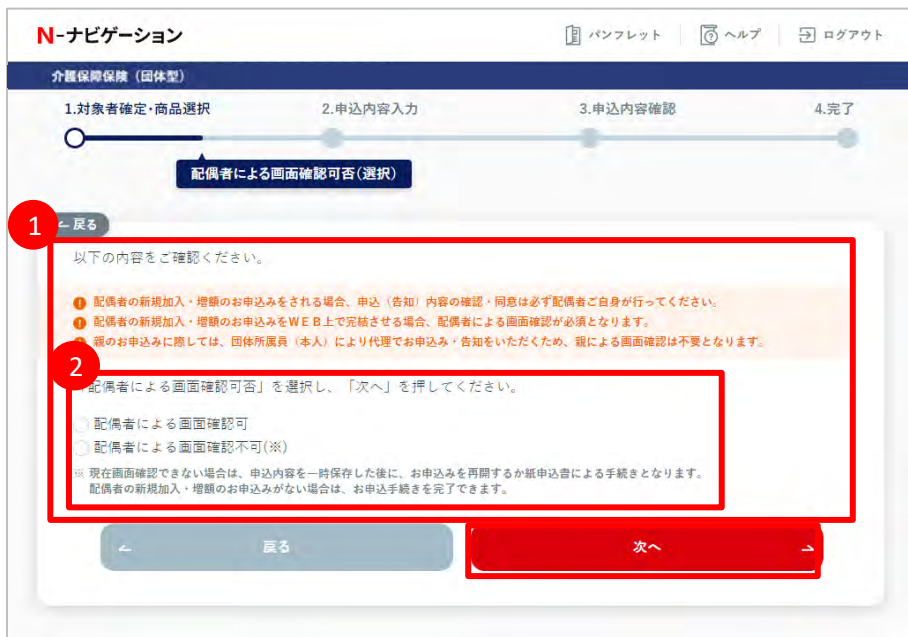 N-ナビゲーション
パンフレット
ヘルプ
ログアウト
介護保障保険（団体型）
1.対象者確定・商品選択
2.申込内容入力
3.申込内容確認
4.完了
配偶者による画面確認可否(選択)
1
戻る
以下の内容をご確認ください。
配偶者の新規加入・増額のお申込みをされる場合、申込（告知）内容の確認・同意は必ず配偶者ご自身が行ってください。
配偶者の新規加入・増額のお申込みをＷＥＢ上で完結させる場合、配偶者による画面確認が必須となります。
親のお申込みに際しては、団体所属員（本人）により代理でお申込み・告知をいただくため、親による画面確認は不要となります。
2
配偶者による画面確認可否」を選択し、「次へ」を押してください。
配偶者による画面確認可
配偶者による画面確認不可(※)
※ 現在画面確認できない場合は、申込内容を一時保存した後に、お申込みを再開するか紙申込書による手続きとなります。
配偶者の新規加入・増額のお申込みがない場合は、お申込手続きを完了できます。
戻る
次へ